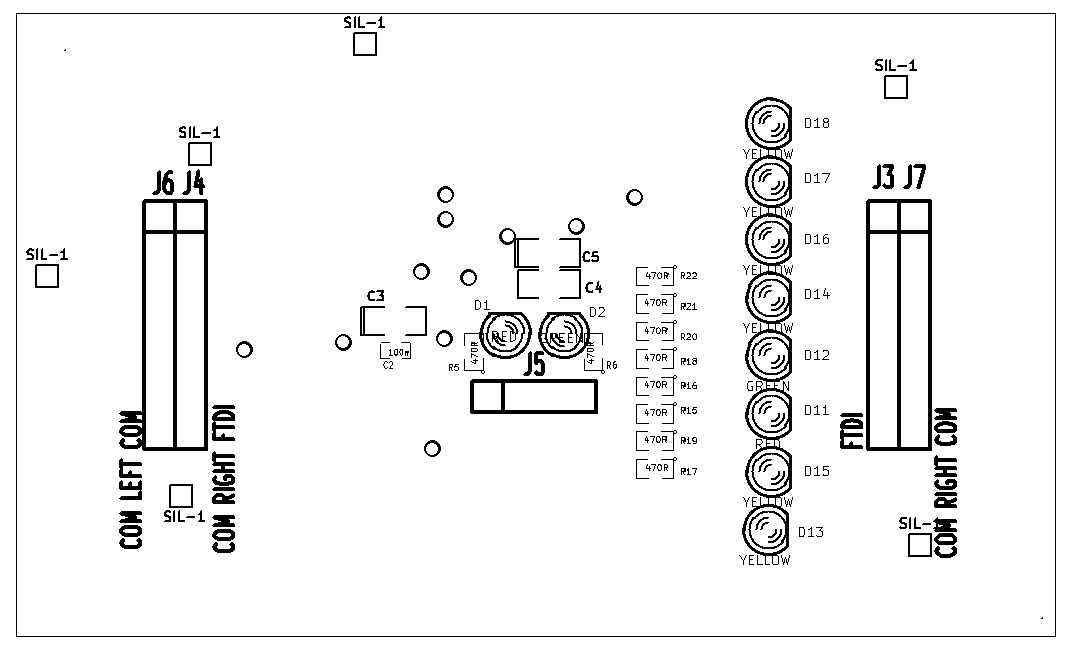 SIL-1
SIL-1
D18
SIL-1
YELLOW
J6 J4
D17
J3 J7
YELLOW
D16
SIL-1
C5
YELLOW
470R R22
C4
D14
C3
D1
D2
470R R21
YELLOW
RED
GREEN
470R R20
100n
C2
R5
470R
J5
470R
R6
470R R18
D12
470R R16
GREEN
470R R15
D11
470R R19
RED
470R R17
D15
YELLOW
COM LEFT COM
COM RIGHT FTDI
FTDI
COM RIGHT COM
SIL-1
SIL-1
D13
YELLOW